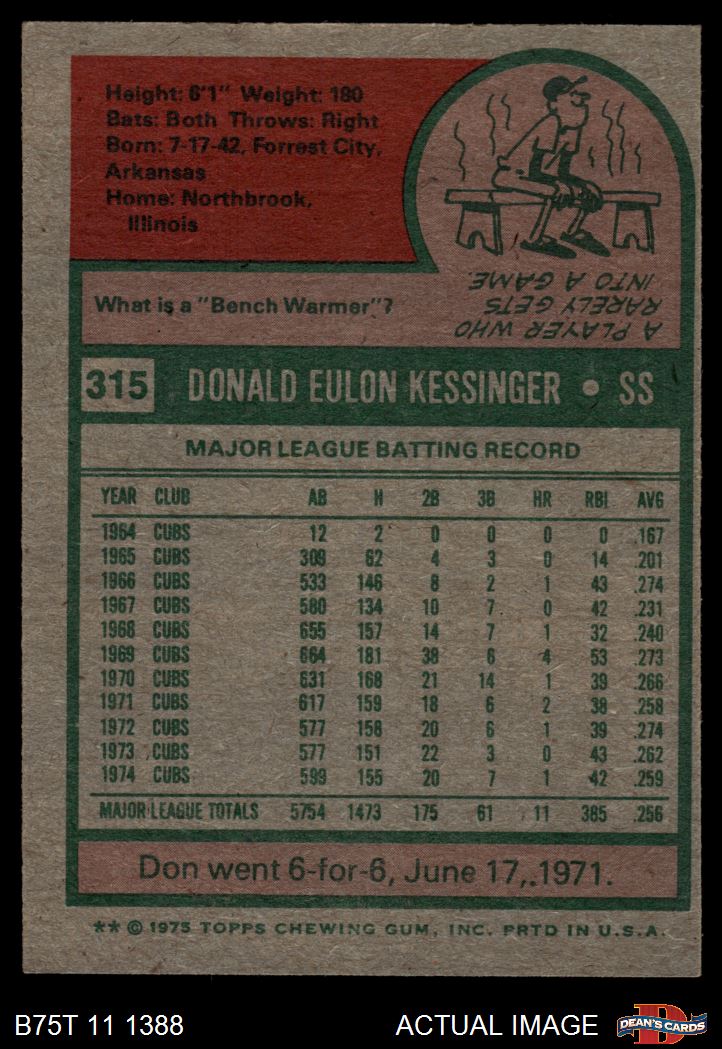 Height: 6'1" Weight: 180
Bats: Both Throws: Right
Born: 7-17-42, Forrest City,
Arkansas
Home: Northbrook,
Illinois
What is a "Bench Warmer"?
A PLAYER WHO
RARELY GETS
INTO A GAME.
315 DONALD EULON KESSINGER • SS
MAJOR LEAGUE BATTING RECORD
YEAR CLUB AB H 2B 3B HR RBI AVG
1964 CUBS 12 2 0 0 0 0 .167
1965 CUBS 309 62 4 3 0 14 .201
1966 CUBS 533 146 8 2 1 43 .274
1967 CUBS 580 134 10 7 0 42 .231
1968 CUBS 655 157 14 7 1 32 .240
1969 CUBS 664 181 38 6 4 53 .273
1970 CUBS 631 168 21 14 1 39 .266
1971 CUBS 617 159 18 6 2 38 .258
1972 CUBS 577 158 20 6 1 39 .274
1973 CUBS 577 151 22 3 0 43 .262
1974 CUBS 599 155 20 7 1 42 .259
MAJOR LEAGUE TOTALS 5754 1473 175 61 11 385 .256
Don went 6-for-6, June 17, 1971.
** © 1975 TOPPS CHEWING GUM, INC. PRTD IN U.S.A.
B75T 11 1388
ACTUAL IMAGE
D
DEAN'S CARDS